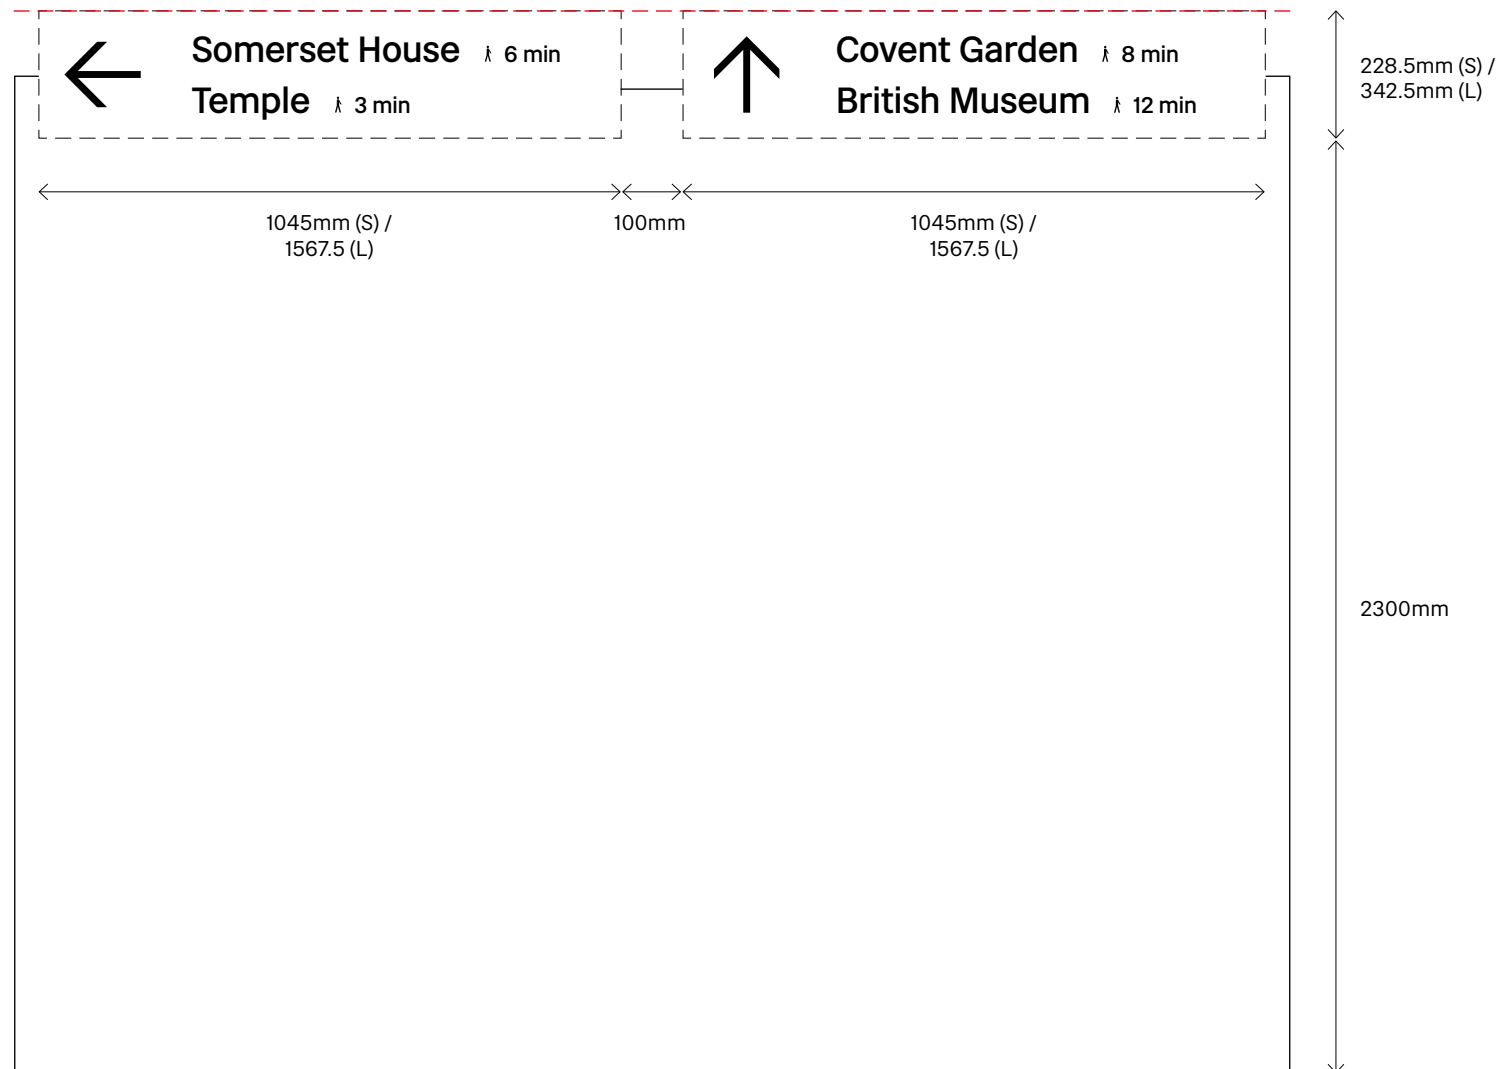 Somerset House 6 min
Temple 3 min
Covent Garden 8 min
British Museum 12 min
228.5mm (S) /
342.5mm (L)
1045mm (S) /
1567.5 (L)
100mm
1045mm (S) /
1567.5 (L)
2300mm